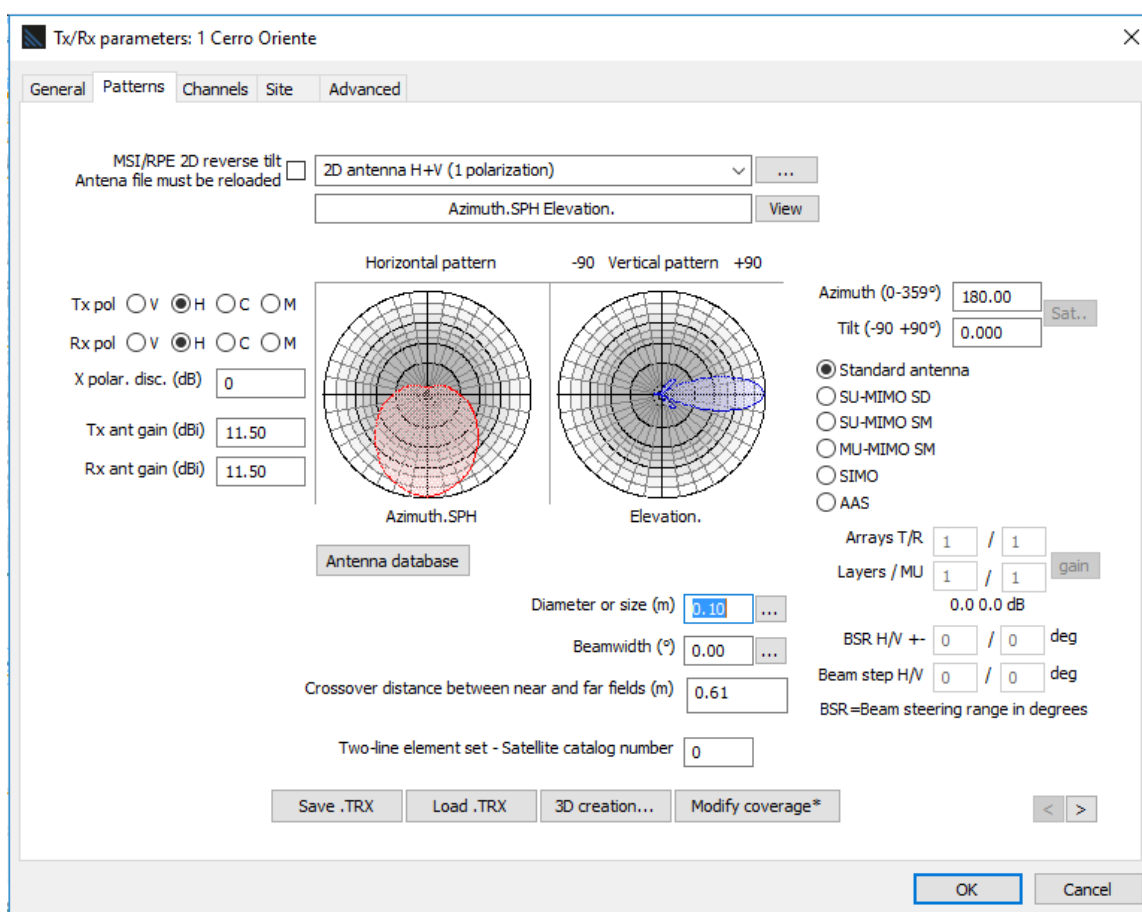 Tx/Rx parameters: 1 Cerro Oriente
General Patterns Channels Site Advanced
MSI/RPE 2D reverse tilt
Antena file must be reloaded
2D antenna H+V (1 polarization)
...
Azimuth.SPH Elevation.
View
Horizontal pattern
-90 Vertical pattern +90
Tx pol V H C M
Rx pol V H C M
X polar. disc. (dB) 0
Tx ant gain (dBi) 11.50
Rx ant gain (dBi) 11.50
Azimuth.SPH
Elevation.
Azimuth (0-359°) 180.00
Tilt (-90 +90°) 0.000
Sat..
Standard antenna
SU-MIMO SD
SU-MIMO SM
MU-MIMO SM
SIMO
AAS
Arrays T/R 1 / 1
Layers / MU 1 / 1
gain
0.0 0.0 dB
BSR H/V +- 0 / 0 deg
Beam step H/V 0 / 0 deg
BSR=Beam steering range in degrees
Antenna database
Diameter or size (m) 0.10 ...
Beamwidth (°) 0.00 ...
Crossover distance between near and far fields (m) 0.61
Two-line element set - Satellite catalog number 0
Save .TRX Load .TRX 3D creation... Modify coverage* < >
OK Cancel